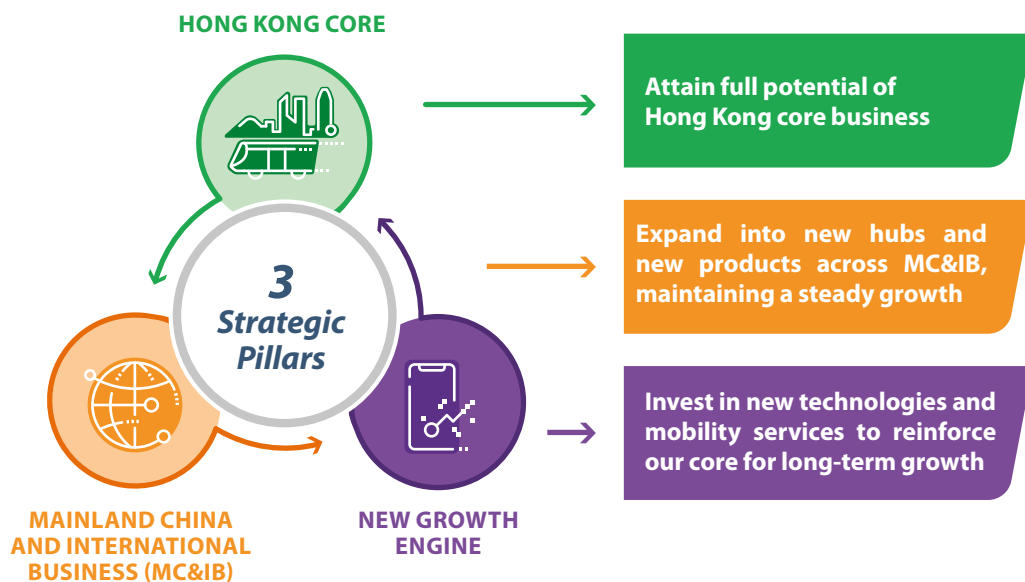 HONG KONG CORE
Attain full potential of
Hong Kong core business
Expand into new hubs and
new products across MC&IB,
maintaining a steady growth
3
Strategic
Pillars
Invest in new technologies and
mobility services to reinforce
our core for long-term growth
MAINLAND CHINA
AND INTERNATIONAL
BUSINESS (MC&IB)
NEW GROWTH
ENGINE